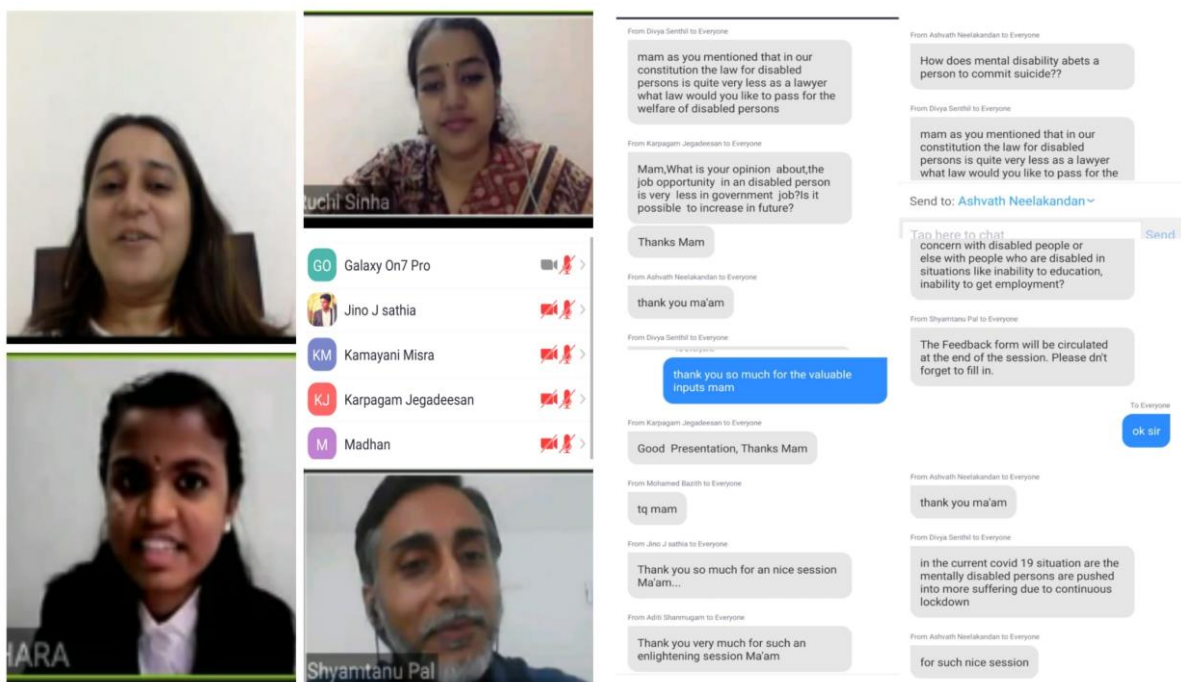 uchi Sinha
GO Galaxy On7 Pro
Jino J sathia
KM Kamayani Misra
KJ Karpagam Jegadeesan
M Madhan
HARA
Shyamtanu Pal
From Divya Senthil to Everyone
mam as you mentioned that in our
constitution the law for disabled
persons is quite very less as a lawyer
what law would you like to pass for the
welfare of disabled persons
From Karpagam Jegadeesan to Everyone
Mam,What is your opinion about,the
job opportunity in an disabled person
is very less in government job?Is it
possible to increase in future?
Thanks Mam
From Ashvath Neelakandan to Everyone
thank you ma'am
From Divya Senthil to Everyone
thank you so much for the valuable
inputs mam
From Karpagam Jegadeesan to Everyone
Good Presentation, Thanks Mam
From Mohamed Bazith to Everyone
tq mam
From Jino J sathia to Everyone
Thank you so much for an nice session
Ma'am...
From Aditi Shanmugam to Everyone
Thank you very much for such an
enlightening session Ma'am
From Ashvath Neelakandan to Everyone
How does mental disability abets a
person to commit suicide??
From Divya Senthil to Everyone
mam as you mentioned that in our
constitution the law for disabled
persons is quite very less as a lawyer
what law would you like to pass for the
Send to: Ashvath Neelakandan
Tap here to chat Send
concern with disabled people or
else with people who are disabled in
situations like inability to education,
inability to get employment?
From Shyamtanu Pal to Everyone
The Feedback form will be circulated
at the end of the session. Please dn't
forget to fill in.
To Everyone
ok sir
From Ashvath Neelakandan to Everyone
thank you ma'am
From Divya Senthil to Everyone
in the current covid 19 situation are the
mentally disabled persons are pushed
into more suffering due to continuous
lockdown
From Ashvath Neelakandan to Everyone
for such nice session